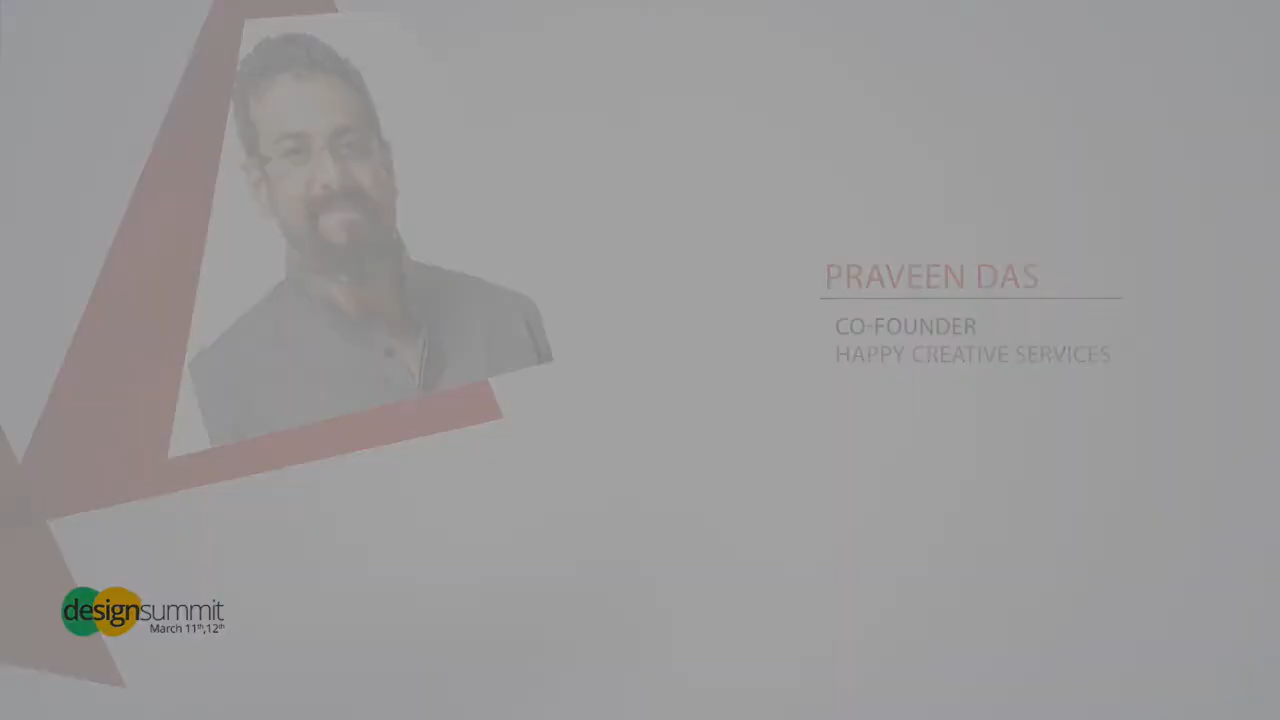 PRAVEEN DAS
CO-FOUNDER
HAPPY CREATIVE SERVICES
designsummit
March 11th,12th